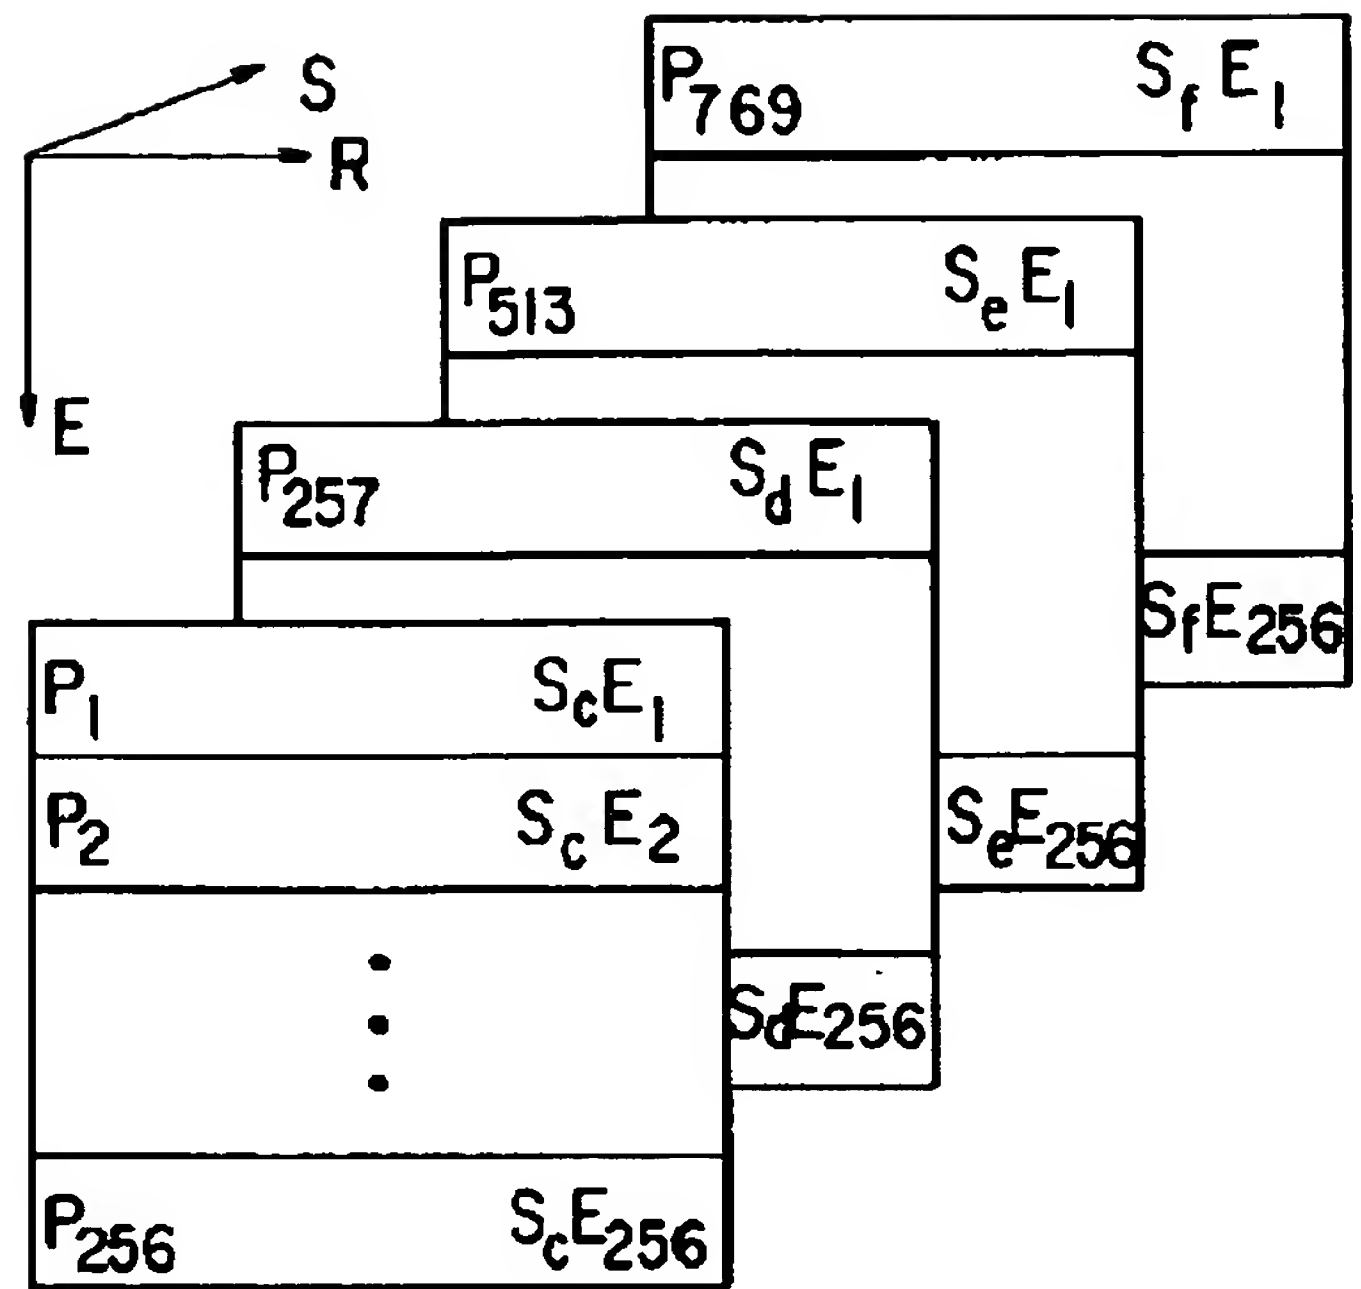 S
R
E
P769 SfE1
P513 SeE1
P257 SdE1
SfE256
P1 ScE1
SeE256
P2 ScE2
SdE256
P256 ScE256